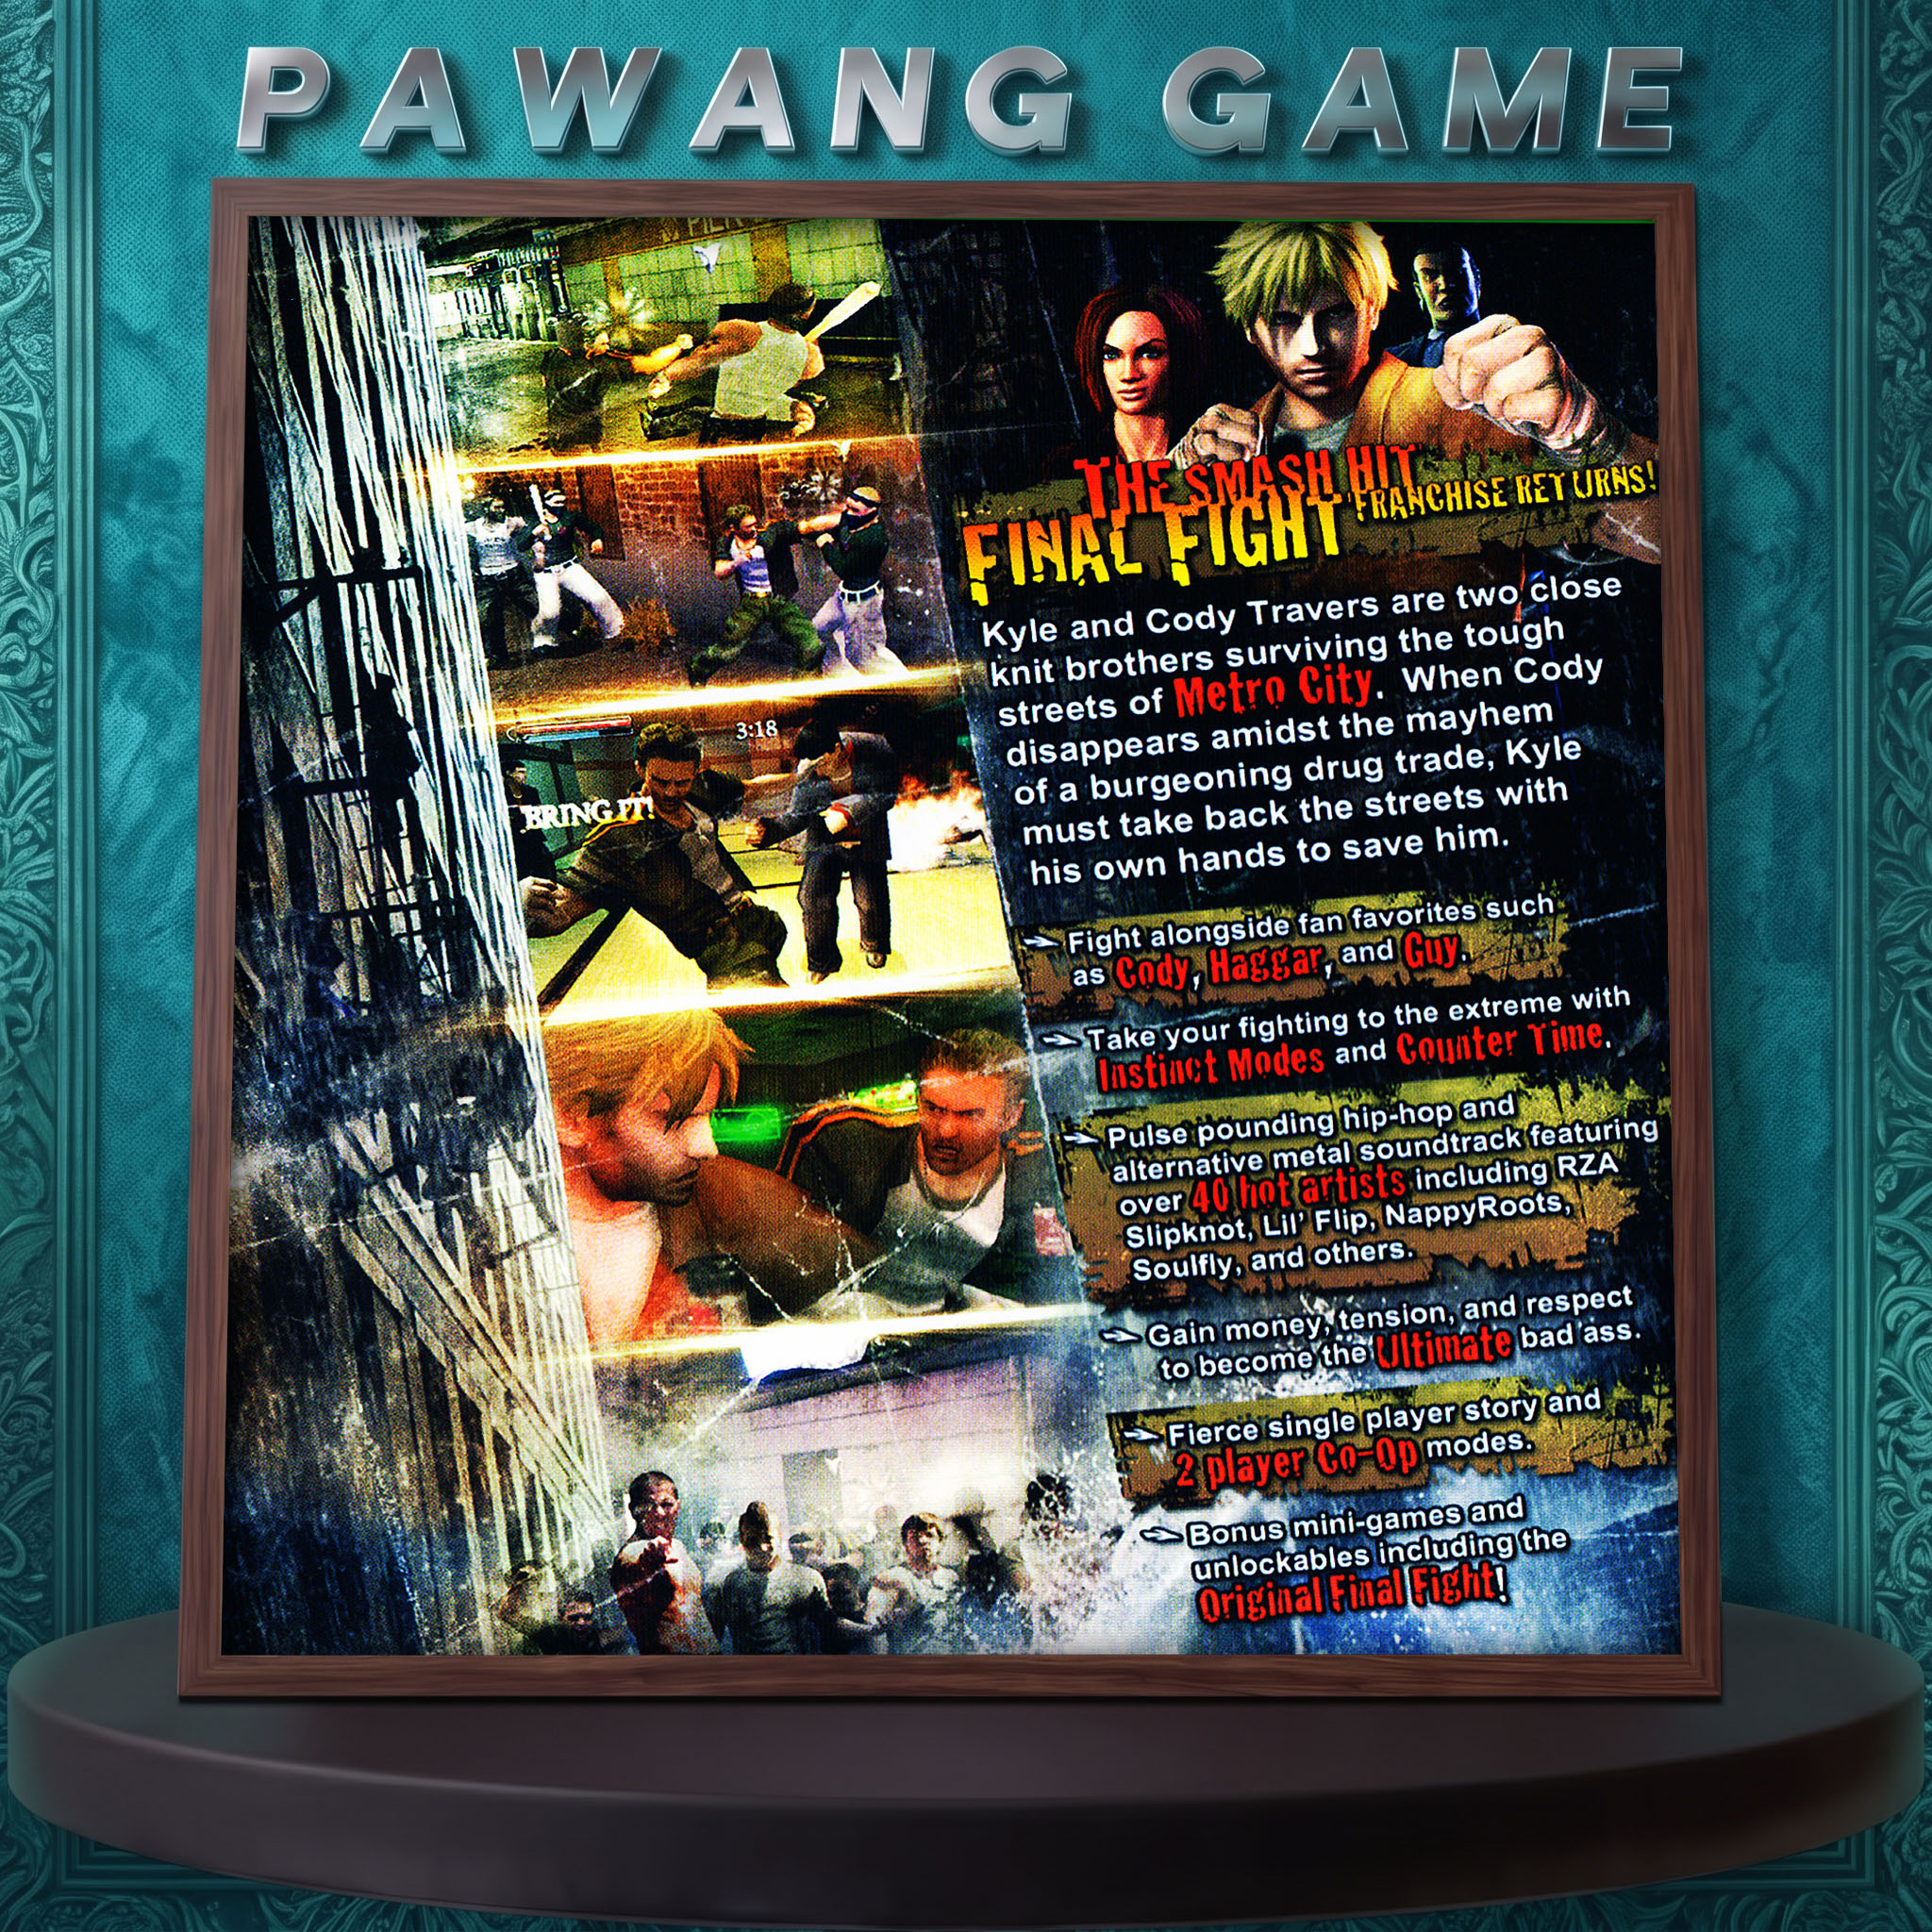 PAWANG GAME
THE SMASH HIT
FINAL FIGHT FRANCHISE RETURNS!
Kyle and Cody Travers are two close
knit brothers surviving the tough
streets of Metro City. When Cody
disappears amidst the mayhem
of a burgeoning drug trade, Kyle
must take back the streets with
his own hands to save him.
3:18
BRING IT!
Fight alongside fan favorites such
as Cody, Haggar, and Guy.
Take your fighting to the extreme with
Instinct Modes and Counter Time.
Pulse pounding hip-hop and
alternative metal soundtrack featuring
over 40 hot artists including RZA
Slipknot, Lil' Flip, NappyRoots,
Soulfly, and others.
Gain money, tension, and respect
to become the Ultimate bad ass.
Fierce single player story and
2 player Co-Op modes.
Bonus mini-games and
unlockables including the
Original Final Fight!